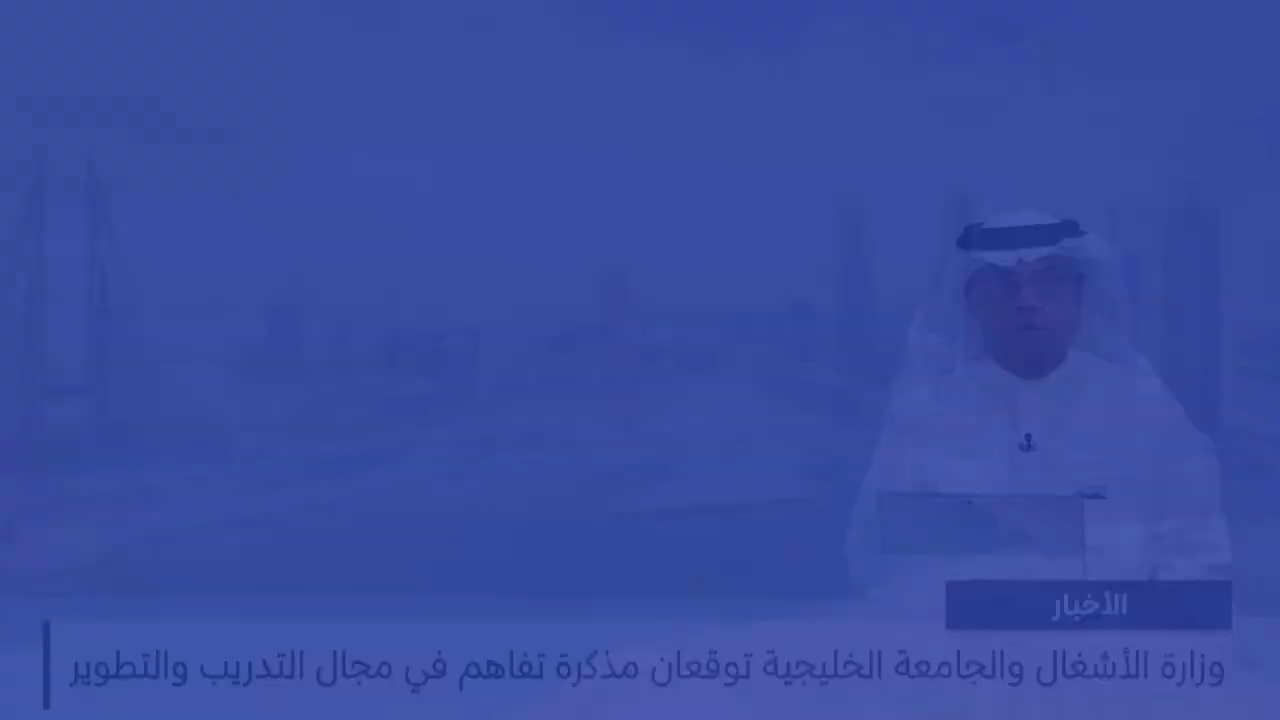 الأخبار
وزارة الأشغال والجامعة الخليجية توقعان مذكرة تفاهم في مجال التدريب والتطوير